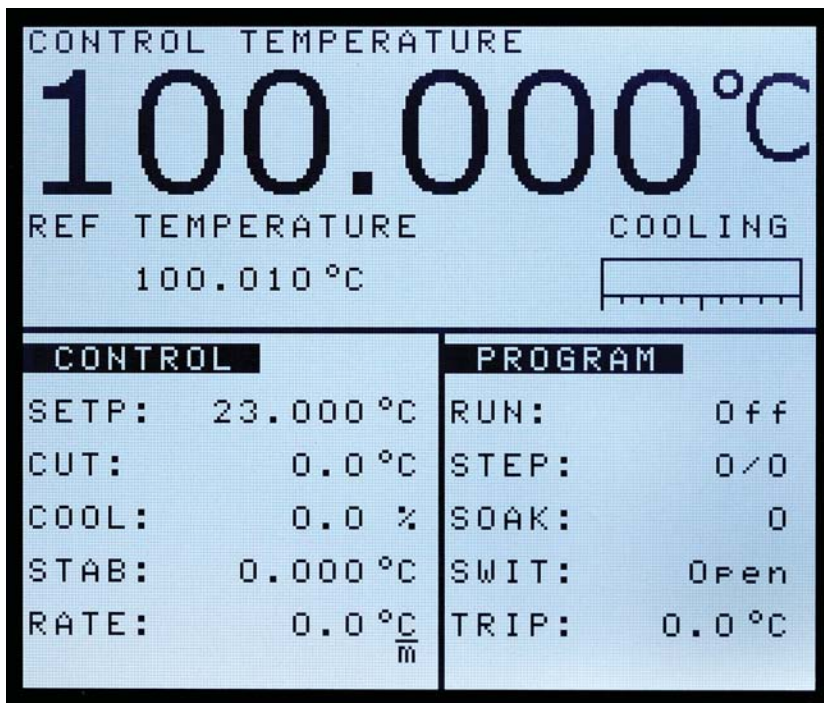 CONTROL TEMPERATURE
100.000°C
REF TEMPERATURE
COOLING
100.010°C
CONTROL
SETP: 23.000°C
CUT: 0.0°C
COOL: 0.0 %
STAB: 0.000°C
RATE: 0.0°C/m
PROGRAM
RUN: Off
STEP: 0/0
SOAK: 0
SWIT: Open
TRIP: 0.0°C